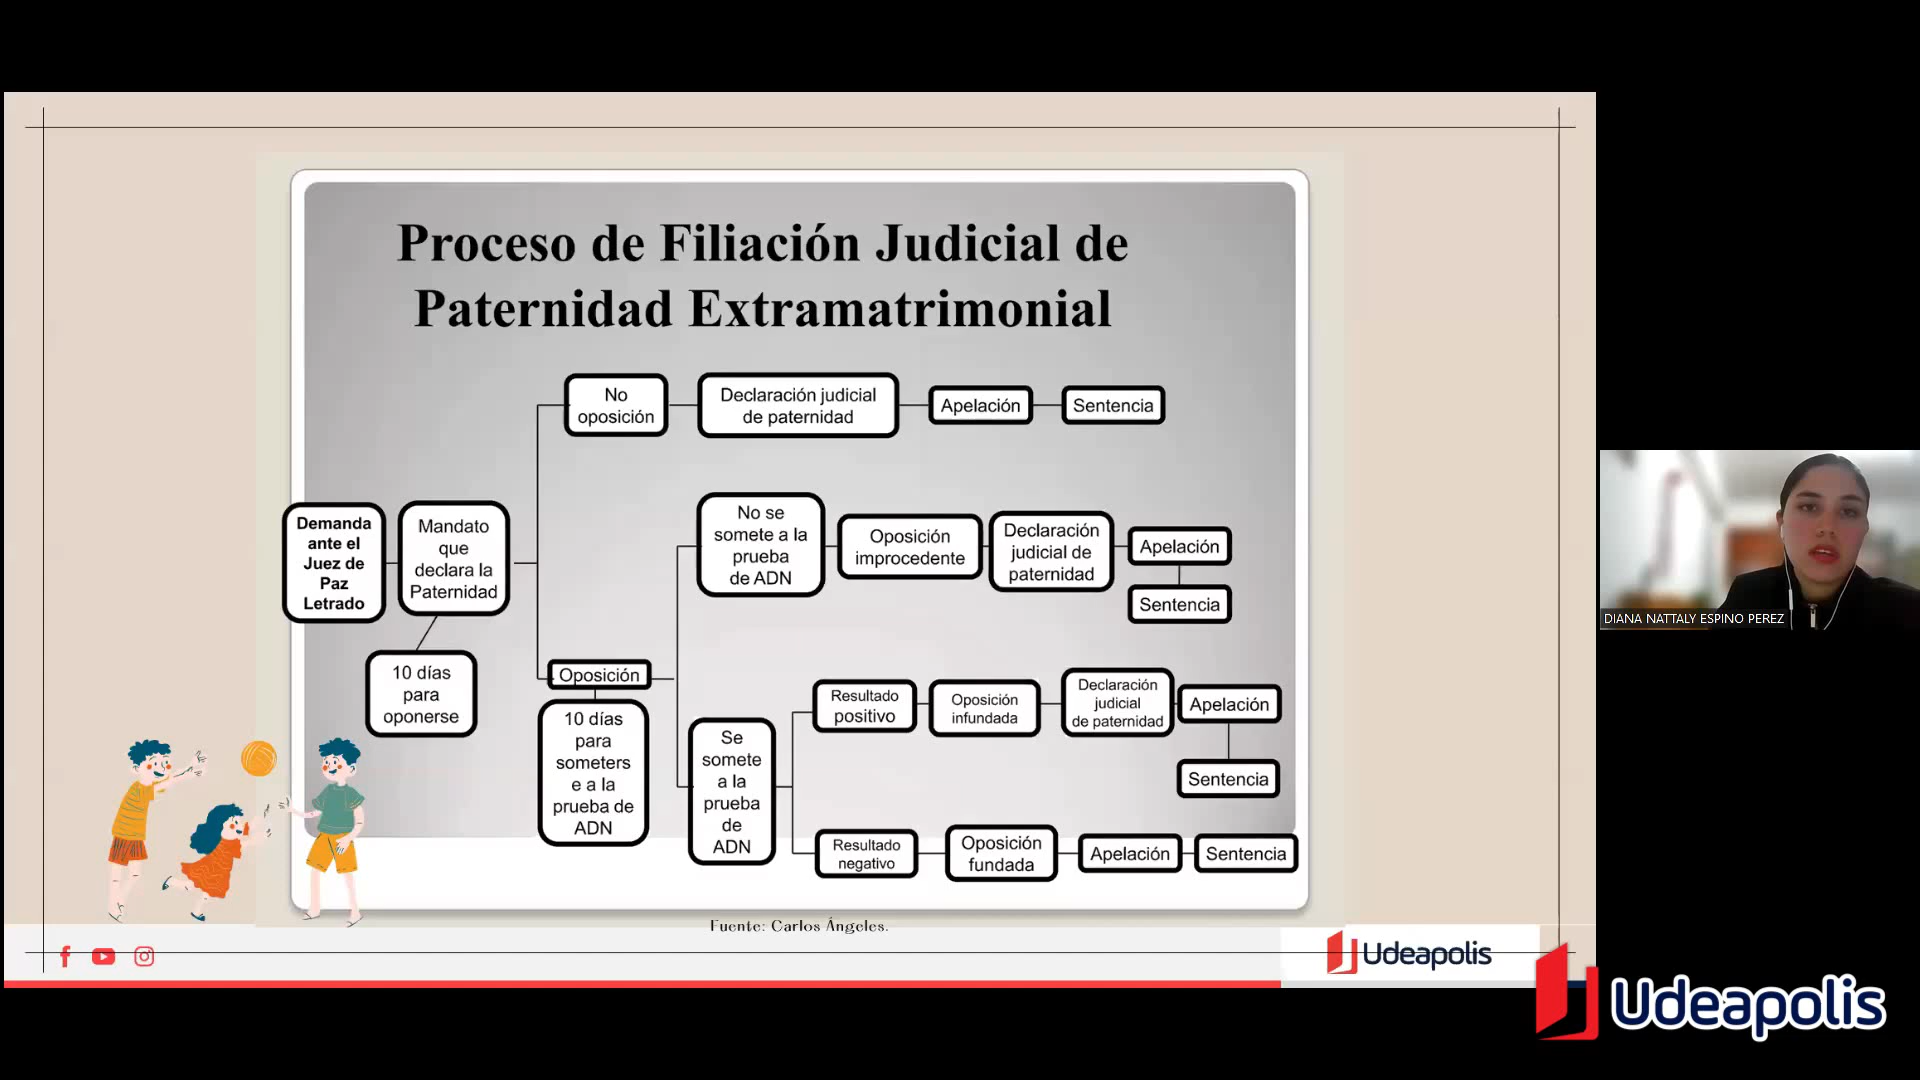 Proceso de Filiación Judicial de
Paternidad Extramatrimonial
No
oposición
Declaración judicial
de paternidad
Apelación
Sentencia
Demanda
ante el
Juez de
Paz
Letrado
Mandato
que
declara la
Paternidad
10 días
para
oponerse
No se
somete a la
prueba
de ADN
Oposición
improcedente
Declaración
judicial de
paternidad
Apelación
Sentencia
Oposición
10 días
para
someters
e a la
prueba de
ADN
Se
somete
a la
prueba
de
ADN
Resultado
positivo
Oposición
infundada
Declaración
judicial
de paternidad
Apelación
Sentencia
Resultado
negativo
Oposición
fundada
Apelación
Sentencia
Fuente: Carlos Ángeles.
Udeapolis
DIANA NATTALY ESPINO PEREZ
Udeapolis